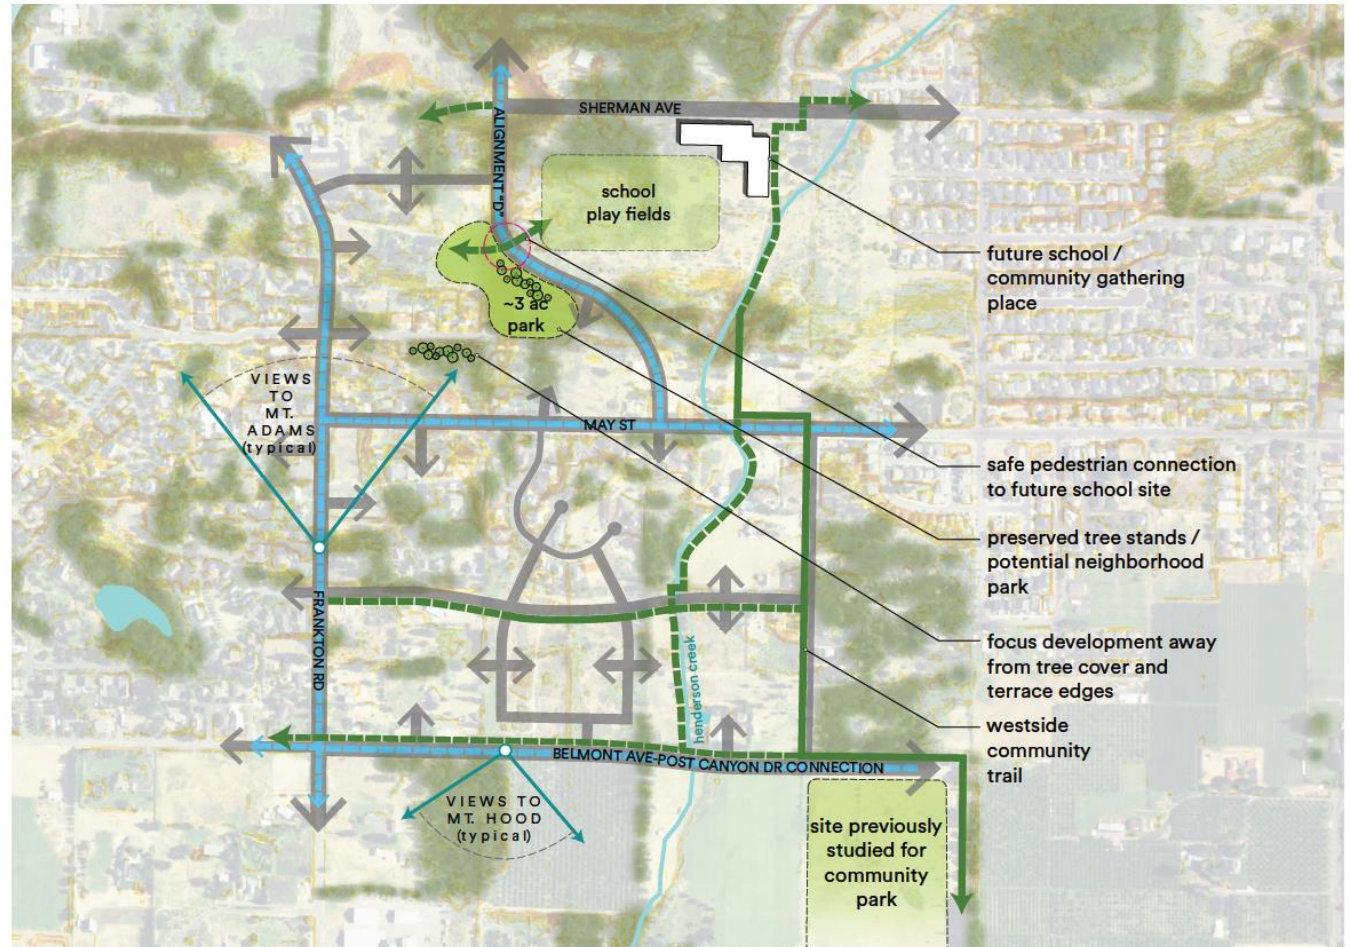 SHERMAN AVE
ALIGNMENT "D"
school
play fields
future school /
community gathering
place
~3 ac
park
VIEWS
TO
MT.
ADAMS
(typical)
MAY ST
safe pedestrian connection
to future school site
preserved tree stands /
potential neighborhood
park
FRANKTON RD
focus development away
from tree cover and
terrace edges
henderson creek
westside
community
trail
BELMONT AVE-POST CANYON DR CONNECTION
VIEWS TO
MT. HOOD
(typical)
site previously
studied for
community
park